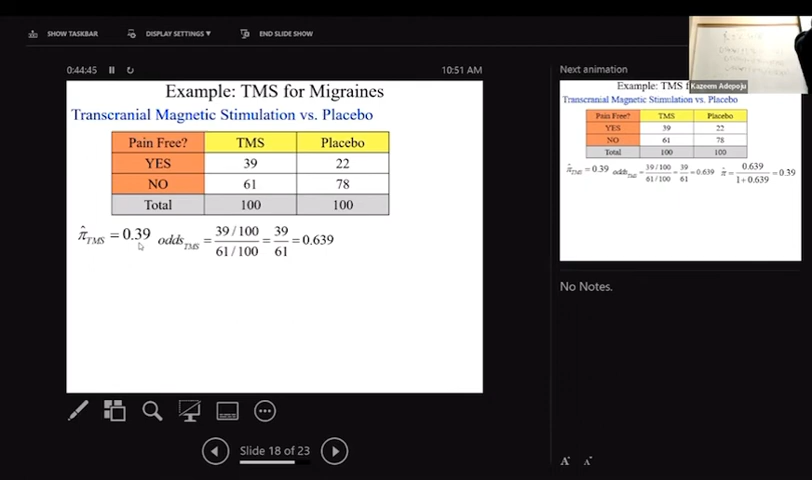 SHOW TASKBAR
DISPLAY SETTINGS ▼
END SLIDE SHOW
0:44:45
10:51 AM
Example: TMS for Migraines
Transcranial Magnetic Stimulation vs. Placebo
Pain Free? TMS Placebo
YES 39 22
NO 61 78
Total 100 100
π̂TMS = 0.39 oddsTMS = 39 / 100 / 61 / 100 = 39 / 61 = 0.639
Slide 18 of 23
Kazeem Adepoju
Next animation
Example: TMS f
Transcranial Magnetic Stimulation vs. Placebo
Pain Free? TMS Placebo
YES 39 22
NO 61 78
Total 100 100
π̂TMS = 0.39 oddsTMS = 39 / 100 / 61 / 100 = 39 / 61 = 0.639 π̂ = 0.639 / 1 + 0.639 = 0.39
No Notes.
A A